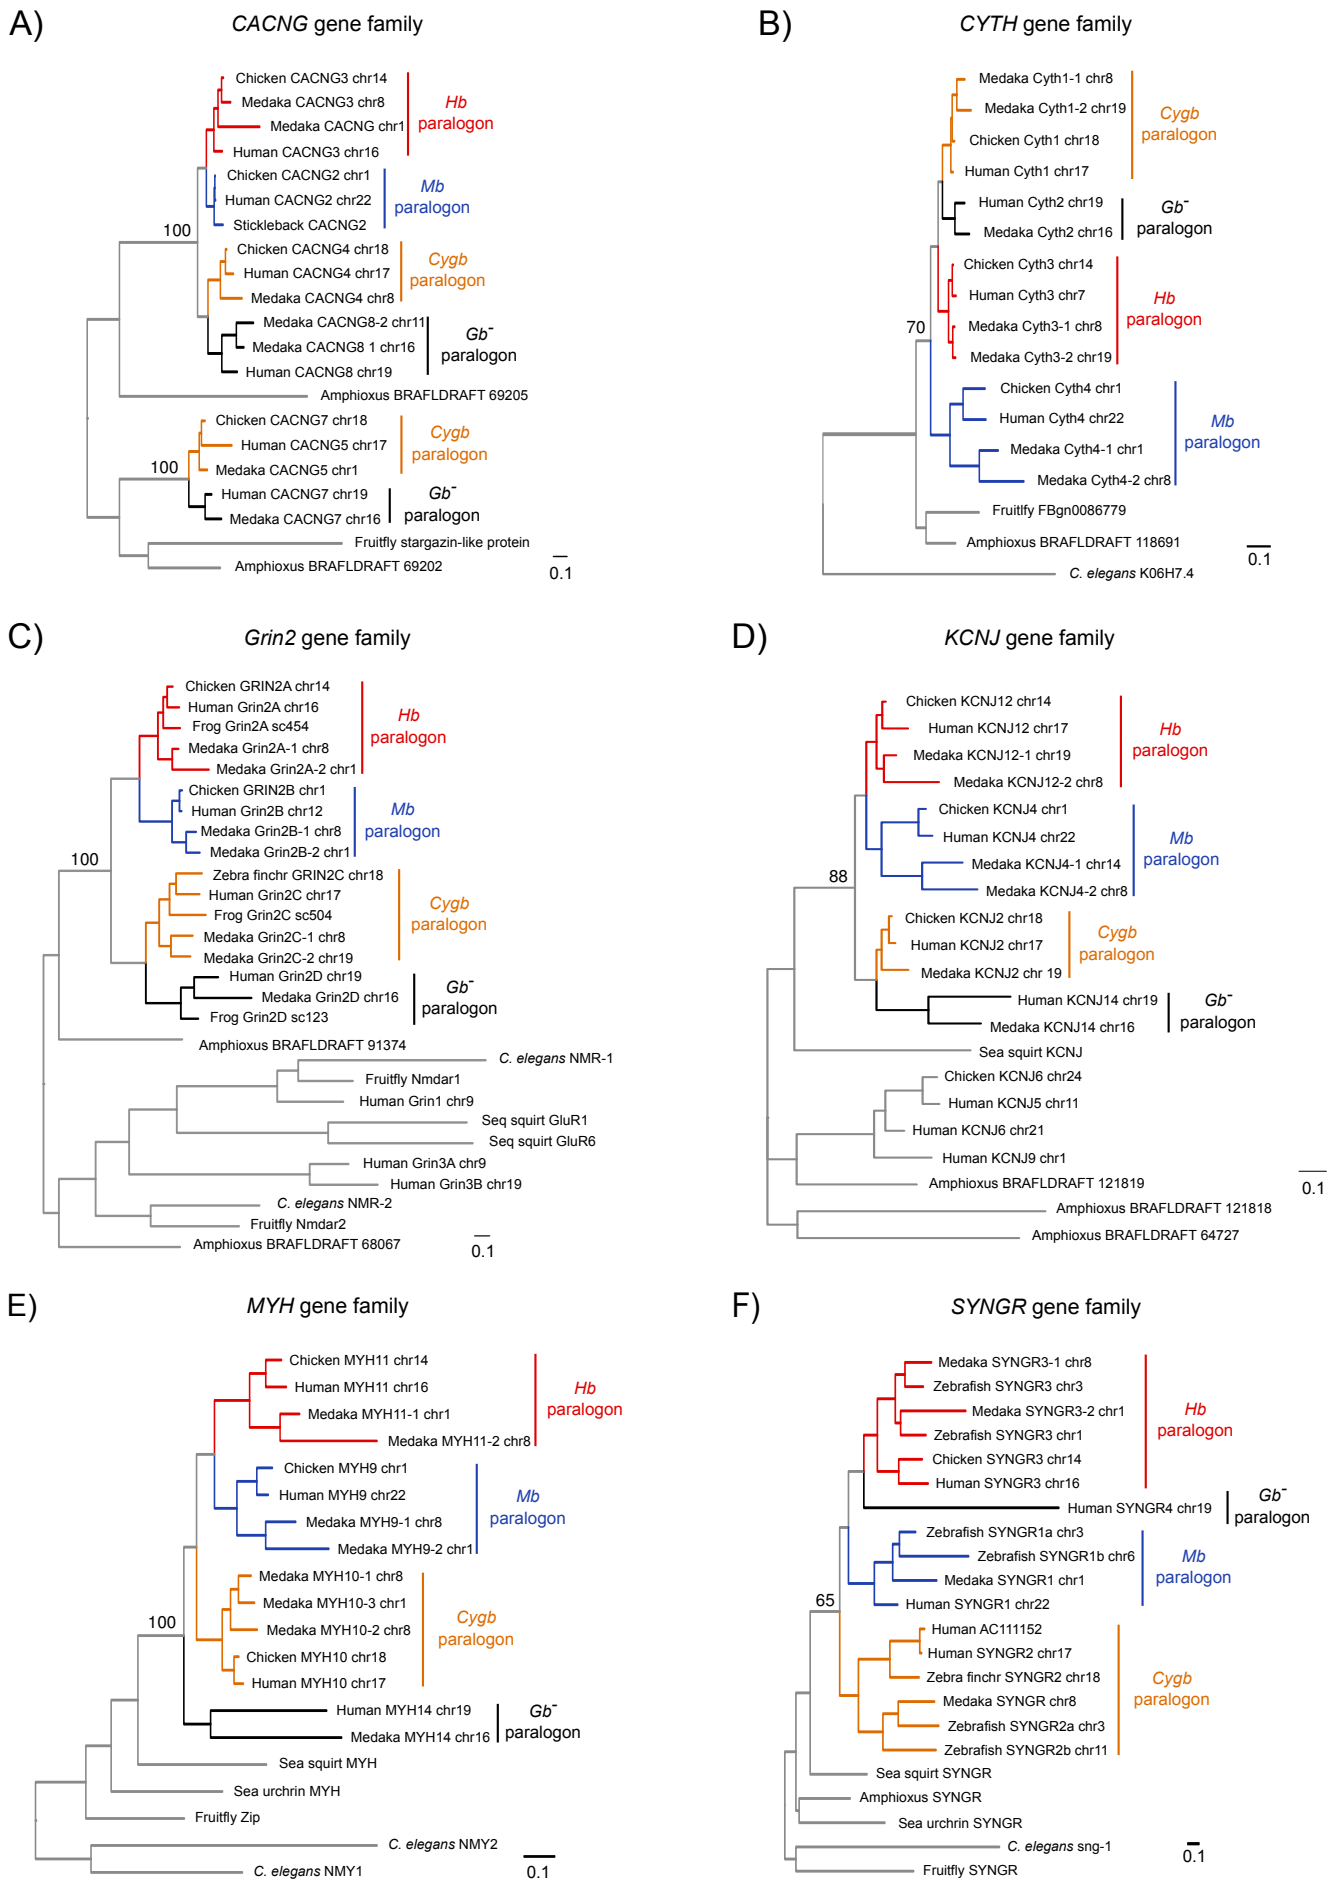 A)
CACNG gene family
Chicken CACNG3 chr14
Medaka CACNG3 chr8
Medaka CACNG chr1
Human CACNG3 chr16
Hb
paralogon
Chicken CACNG2 chr1
Human CACNG2 chr22
Stickleback CACNG2
Mb
paralogon
100
Chicken CACNG4 chr18
Human CACNG4 chr17
Medaka CACNG4 chr8
Cygb
paralogon
Medaka CACNG8-2 chr11
Medaka CACNG8 1 chr16
Human CACNG8 chr19
Gb-
paralogon
Amphioxus BRAFLDRAFT 69205
Chicken CACNG7 chr18
Human CACNG5 chr17
Medaka CACNG5 chr1
Cygb
paralogon
100
Human CACNG7 chr19
Medaka CACNG7 chr16
Gb-
paralogon
Fruitfly stargazin-like protein
Amphioxus BRAFLDRAFT 69202
0.1
B)
CYTH gene family
Medaka Cyth1-1 chr8
Medaka Cyth1-2 chr19
Chicken Cyth1 chr18
Human Cyth1 chr17
Cygb
paralogon
Human Cyth2 chr19
Medaka Cyth2 chr16
Gb-
paralogon
Chicken Cyth3 chr14
Human Cyth3 chr7
Medaka Cyth3-1 chr8
Medaka Cyth3-2 chr19
Hb
paralogon
70
Chicken Cyth4 chr1
Human Cyth4 chr22
Medaka Cyth4-1 chr1
Medaka Cyth4-2 chr8
Mb
paralogon
Fruitlfy FBgn0086779
Amphioxus BRAFLDRAFT 118691
C. elegans K06H7.4
0.1
C)
Grin2 gene family
Chicken GRIN2A chr14
Human Grin2A chr16
Frog Grin2A sc454
Medaka Grin2A-1 chr8
Medaka Grin2A-2 chr1
Hb
paralogon
Chicken GRIN2B chr1
Human Grin2B chr12
Medaka Grin2B-1 chr8
Medaka Grin2B-2 chr1
Mb
paralogon
100
Zebra finchr GRIN2C chr18
Human Grin2C chr17
Frog Grin2C sc504
Medaka Grin2C-1 chr8
Medaka Grin2C-2 chr19
Cygb
paralogon
Human Grin2D chr19
Medaka Grin2D chr16
Frog Grin2D sc123
Gb-
paralogon
Amphioxus BRAFLDRAFT 91374
C. elegans NMR-1
Fruitfly Nmdar1
Human Grin1 chr9
Seq squirt GluR1
Seq squirt GluR6
Human Grin3A chr9
Human Grin3B chr19
C. elegans NMR-2
Fruitfly Nmdar2
Amphioxus BRAFLDRAFT 68067
0.1
D)
KCNJ gene family
Chicken KCNJ12 chr14
Human KCNJ12 chr17
Medaka KCNJ12-1 chr19
Medaka KCNJ12-2 chr8
Hb
paralogon
Chicken KCNJ4 chr1
Human KCNJ4 chr22
Medaka KCNJ4-1 chr14
Medaka KCNJ4-2 chr8
Mb
paralogon
88
Chicken KCNJ2 chr18
Human KCNJ2 chr17
Medaka KCNJ2 chr 19
Cygb
paralogon
Human KCNJ14 chr19
Medaka KCNJ14 chr16
Gb-
paralogon
Sea squirt KCNJ
Chicken KCNJ6 chr24
Human KCNJ5 chr11
Human KCNJ6 chr21
Human KCNJ9 chr1
Amphioxus BRAFLDRAFT 121819
Amphioxus BRAFLDRAFT 121818
Amphioxus BRAFLDRAFT 64727
0.1
E)
MYH gene family
Chicken MYH11 chr14
Human MYH11 chr16
Medaka MYH11-1 chr1
Medaka MYH11-2 chr8
Hb
paralogon
Chicken MYH9 chr1
Human MYH9 chr22
Medaka MYH9-1 chr8
Medaka MYH9-2 chr1
Mb
paralogon
Medaka MYH10-1 chr8
Medaka MYH10-3 chr1
Medaka MYH10-2 chr8
Chicken MYH10 chr18
Human MYH10 chr17
Cygb
paralogon
100
Human MYH14 chr19
Medaka MYH14 chr16
Gb-
paralogon
Sea squirt MYH
Sea urchrin MYH
Fruitfly Zip
C. elegans NMY2
C. elegans NMY1
0.1
F)
SYNGR gene family
Medaka SYNGR3-1 chr8
Zebrafish SYNGR3 chr3
Medaka SYNGR3-2 chr1
Zebrafish SYNGR3 chr1
Chicken SYNGR3 chr14
Human SYNGR3 chr16
Hb
paralogon
Human SYNGR4 chr19
Gb-
paralogon
Zebrafish SYNGR1a chr3
Zebrafish SYNGR1b chr6
Medaka SYNGR1 chr1
Human SYNGR1 chr22
Mb
paralogon
65
Human AC111152
Human SYNGR2 chr17
Zebra finchr SYNGR2 chr18
Medaka SYNGR chr8
Zebrafish SYNGR2a chr3
Zebrafish SYNGR2b chr11
Cygb
paralogon
Sea squirt SYNGR
Amphioxus SYNGR
Sea urchrin SYNGR
C. elegans sng-1
Fruitfly SYNGR
0.1